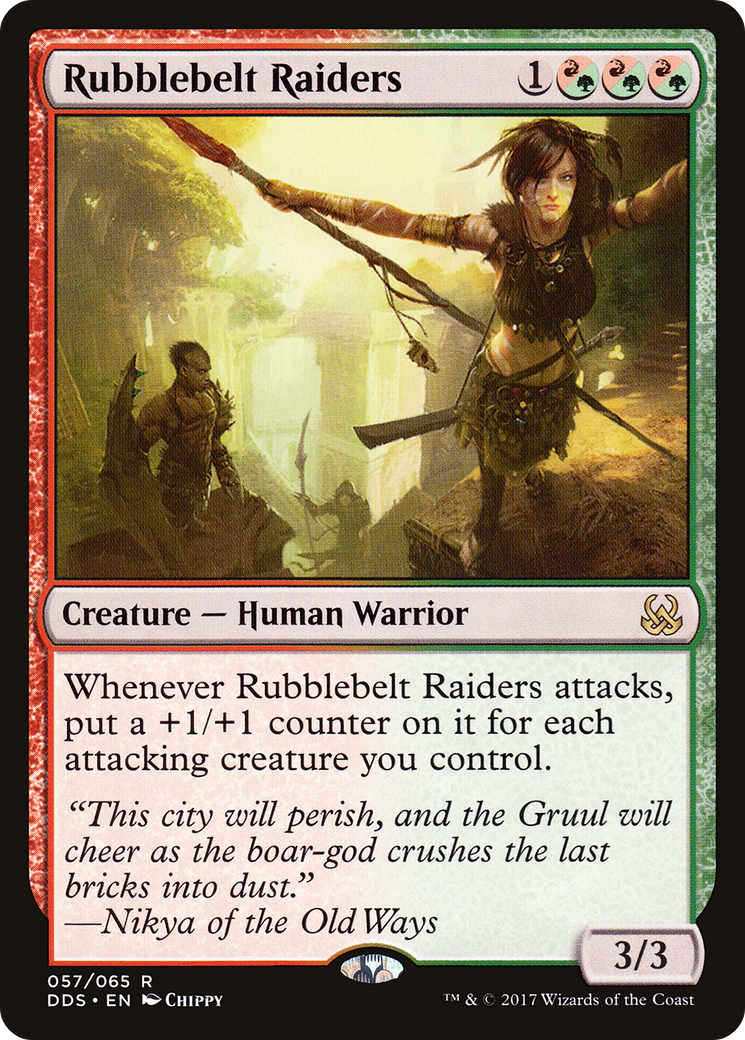 Rubblebelt Raiders 1
Creature — Human Warrior
Whenever Rubblebelt Raiders attacks,
put a +1/+1 counter on it for each
attacking creature you control.
“This city will perish, and the Gruul will
cheer as the boar-god crushes the last
bricks into dust.”
—Nikya of the Old Ways
3/3
057/065 R
DDS • EN Chippy
™ & © 2017 Wizards of the Coast